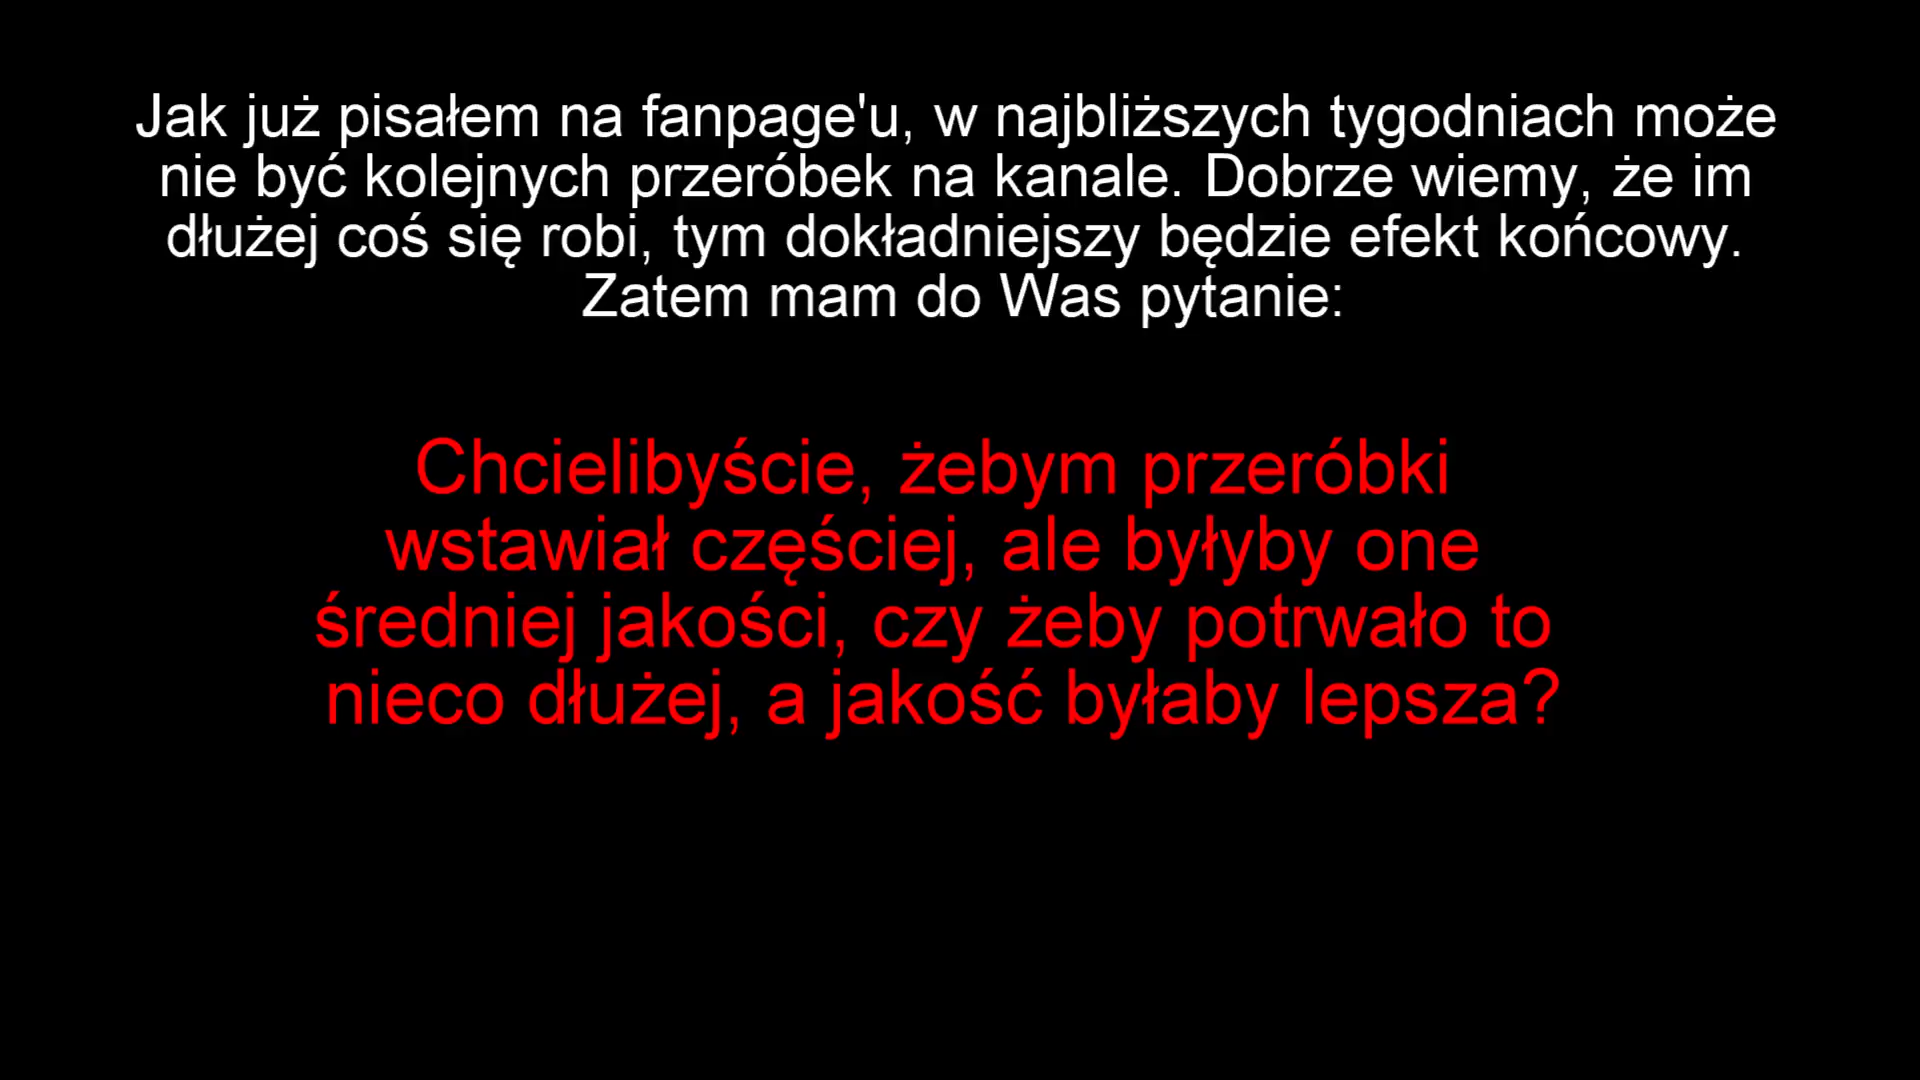 Jak już pisałem na fanpage'u, w najbliższych tygodniach może
nie być kolejnych przeróbek na kanale. Dobrze wiemy, że im
dłużej coś się robi, tym dokładniejszy będzie efekt końcowy.
Zatem mam do Was pytanie:
Chcielibyście, żebym przeróbki
wstawiał częściej, ale byłyby one
średniej jakości, czy żeby potrwało to
nieco dłużej, a jakość byłaby lepsza?